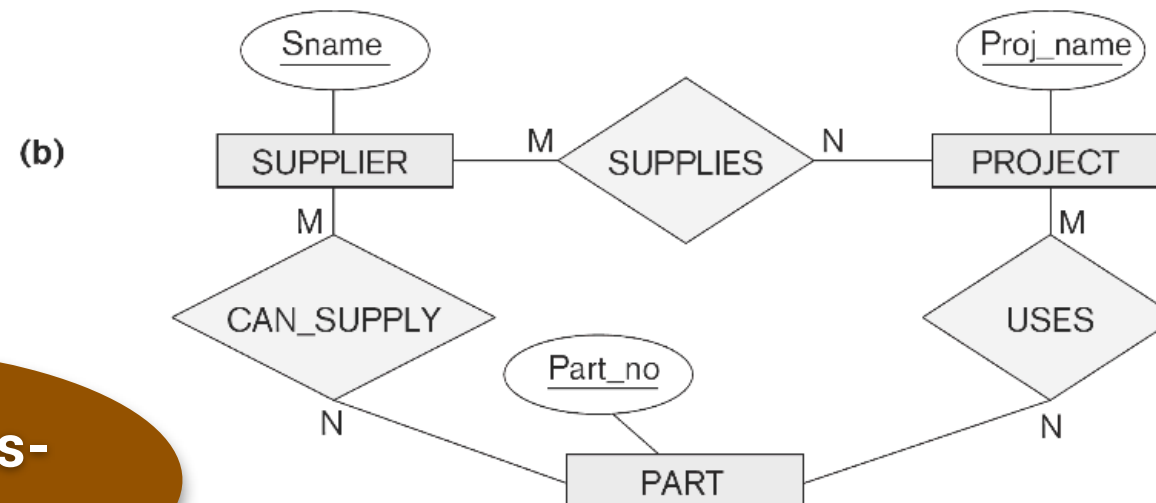 Sname
Proj_name
(b)
SUPPLIER
M
SUPPLIES
N
PROJECT
M
M
CAN_SUPPLY
USES
Part_no
N
N
s-
PART